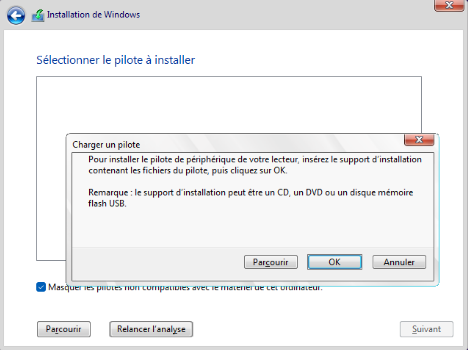 Installation de Windows
Sélectionner le pilote à installer
Charger un pilote
Pour installer le pilote de périphérique de votre lecteur, insérez le support d'installation
contenant les fichiers du pilote, puis cliquez sur OK.
Remarque : le support d'installation peut être un CD, un DVD ou un disque mémoire
flash USB.
Parcourir
OK
Annuler
Masquer les pilotes non compatibles avec le matériel de cet ordinateur.
Parcourir
Relancer l'analyse
Suivant